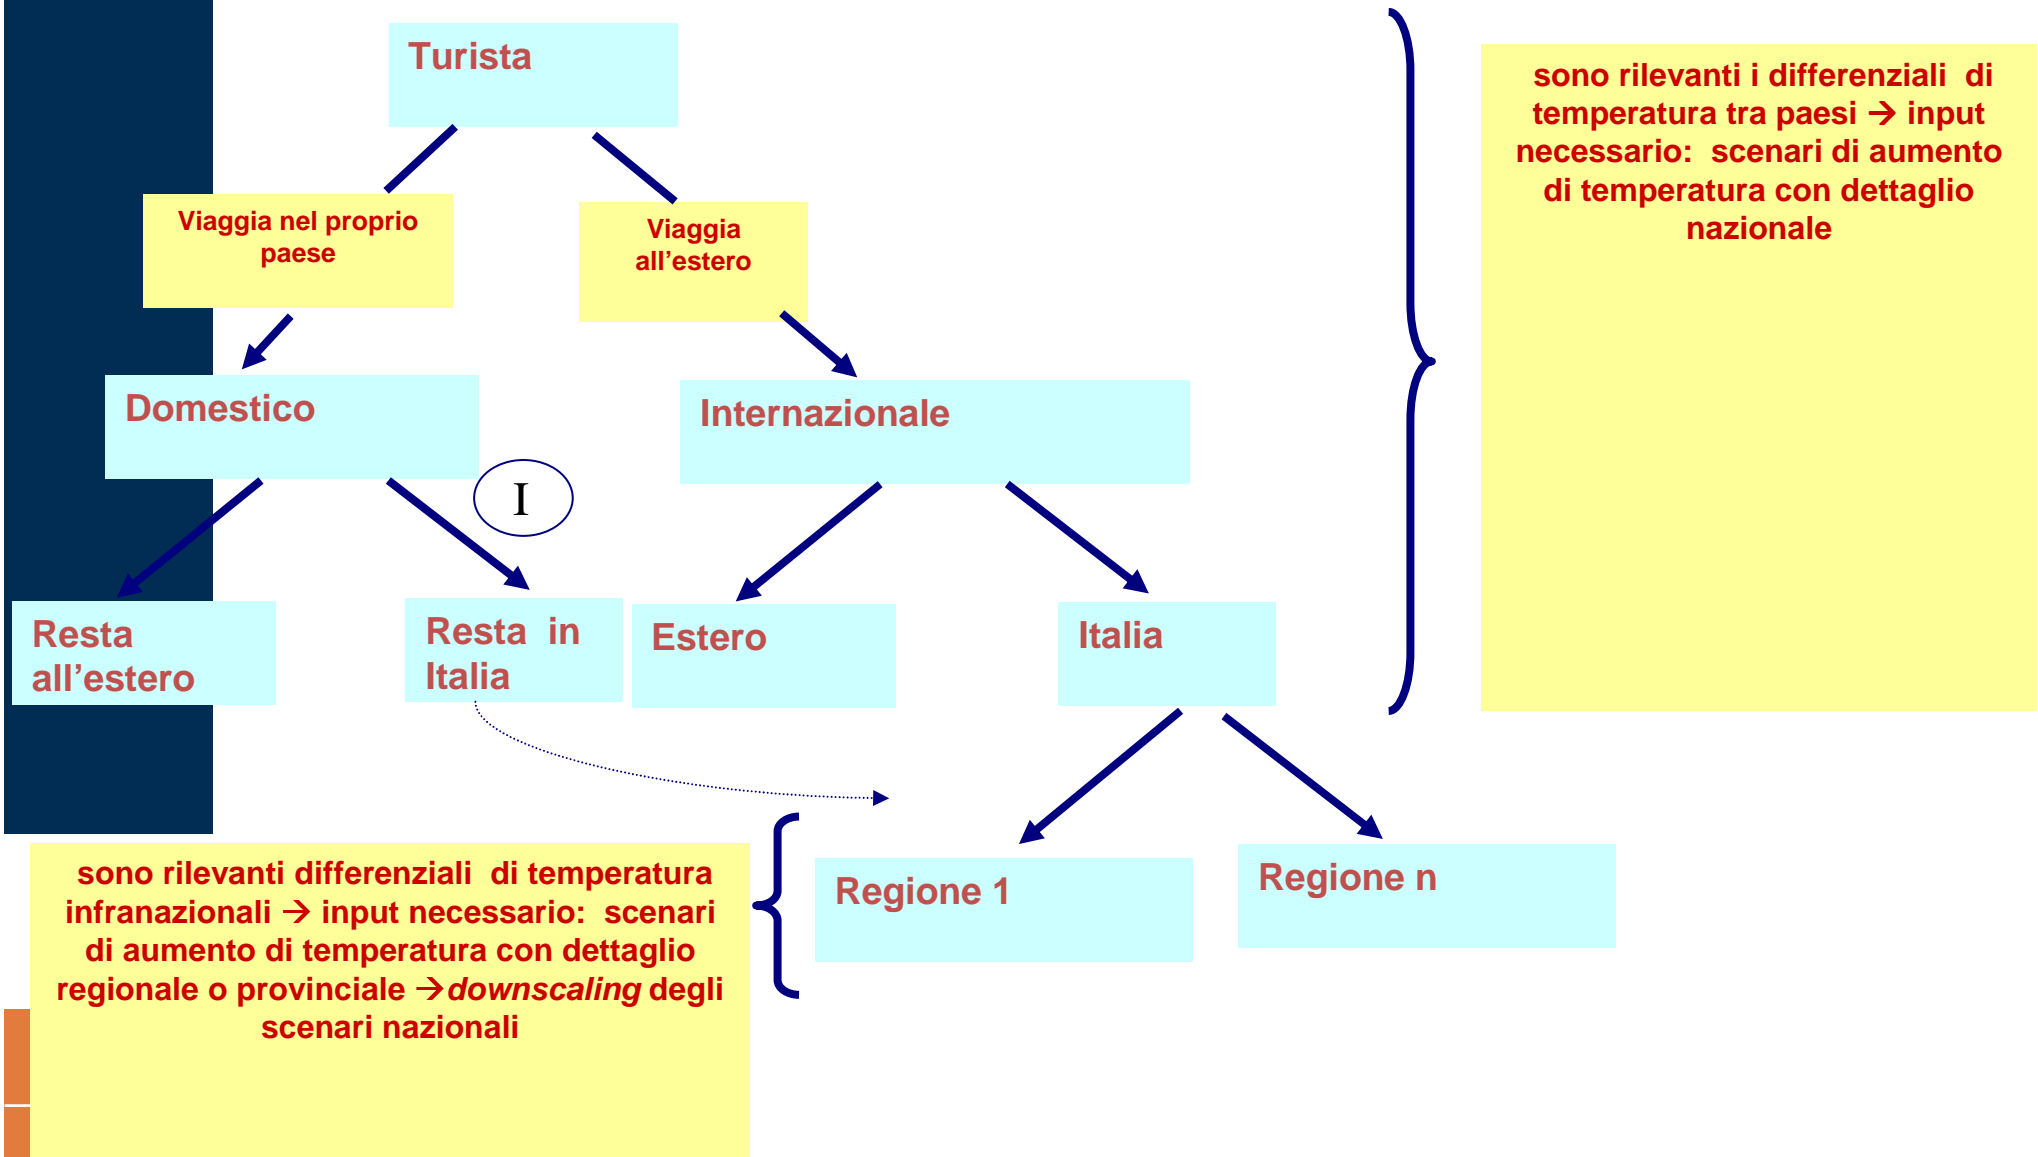 Turista
sono rilevanti i differenziali di
temperatura tra paesi → input
necessario: scenari di aumento
di temperatura con dettaglio
nazionale
Viaggia nel proprio
paese
Viaggia
all’estero
Domestico
Internazionale
I
Resta
all’estero
Resta in
Italia
Estero
Italia
sono rilevanti differenziali di temperatura
infranazionali → input necessario: scenari
di aumento di temperatura con dettaglio
regionale o provinciale →downscaling degli
scenari nazionali
Regione 1
Regione n